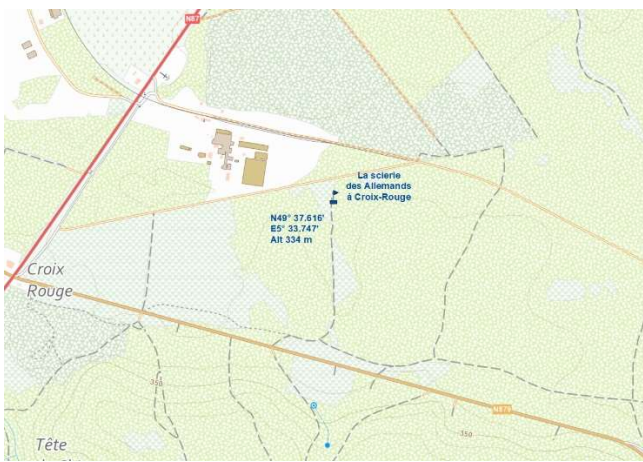 N87
La scierie
des Allemands
à Croix-Rouge
N49° 37.616'
E5° 33.747'
Alt 334 m
Croix
Rouge
350
N879
350
Tête